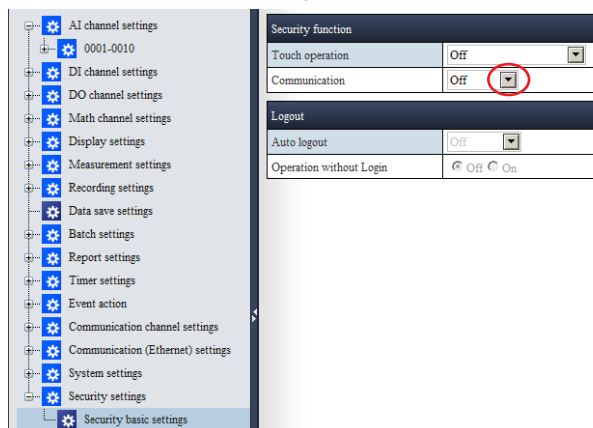 AI channel settings
0001-0010
DI channel settings
DO channel settings
Math channel settings
Display settings
Measurement settings
Recording settings
Data save settings
Batch settings
Report settings
Timer settings
Event action
Communication channel settings
Communication (Ethernet) settings
System settings
Security settings
Security basic settings
Security function
Touch operation Off
Communication Off
Logout
Auto logout Off
Operation without Login Off On